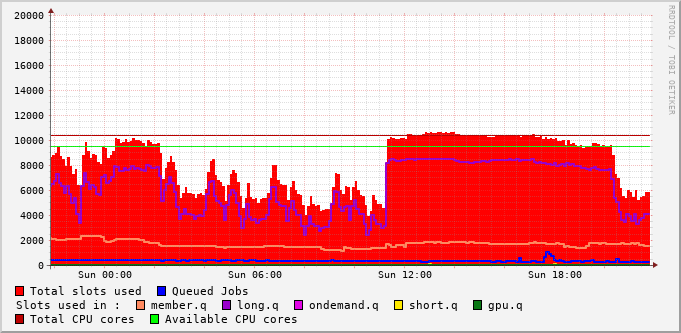 20000
18000
16000
14000
12000
10000
8000
6000
4000
2000
0
Sun 00:00 Sun 06:00 Sun 12:00 Sun 18:00
RRDTOOL / TOBI OETIKER
Total slots used Queued Jobs
Slots used in : member.q long.q ondemand.q short.q gpu.q
Total CPU cores Available CPU cores